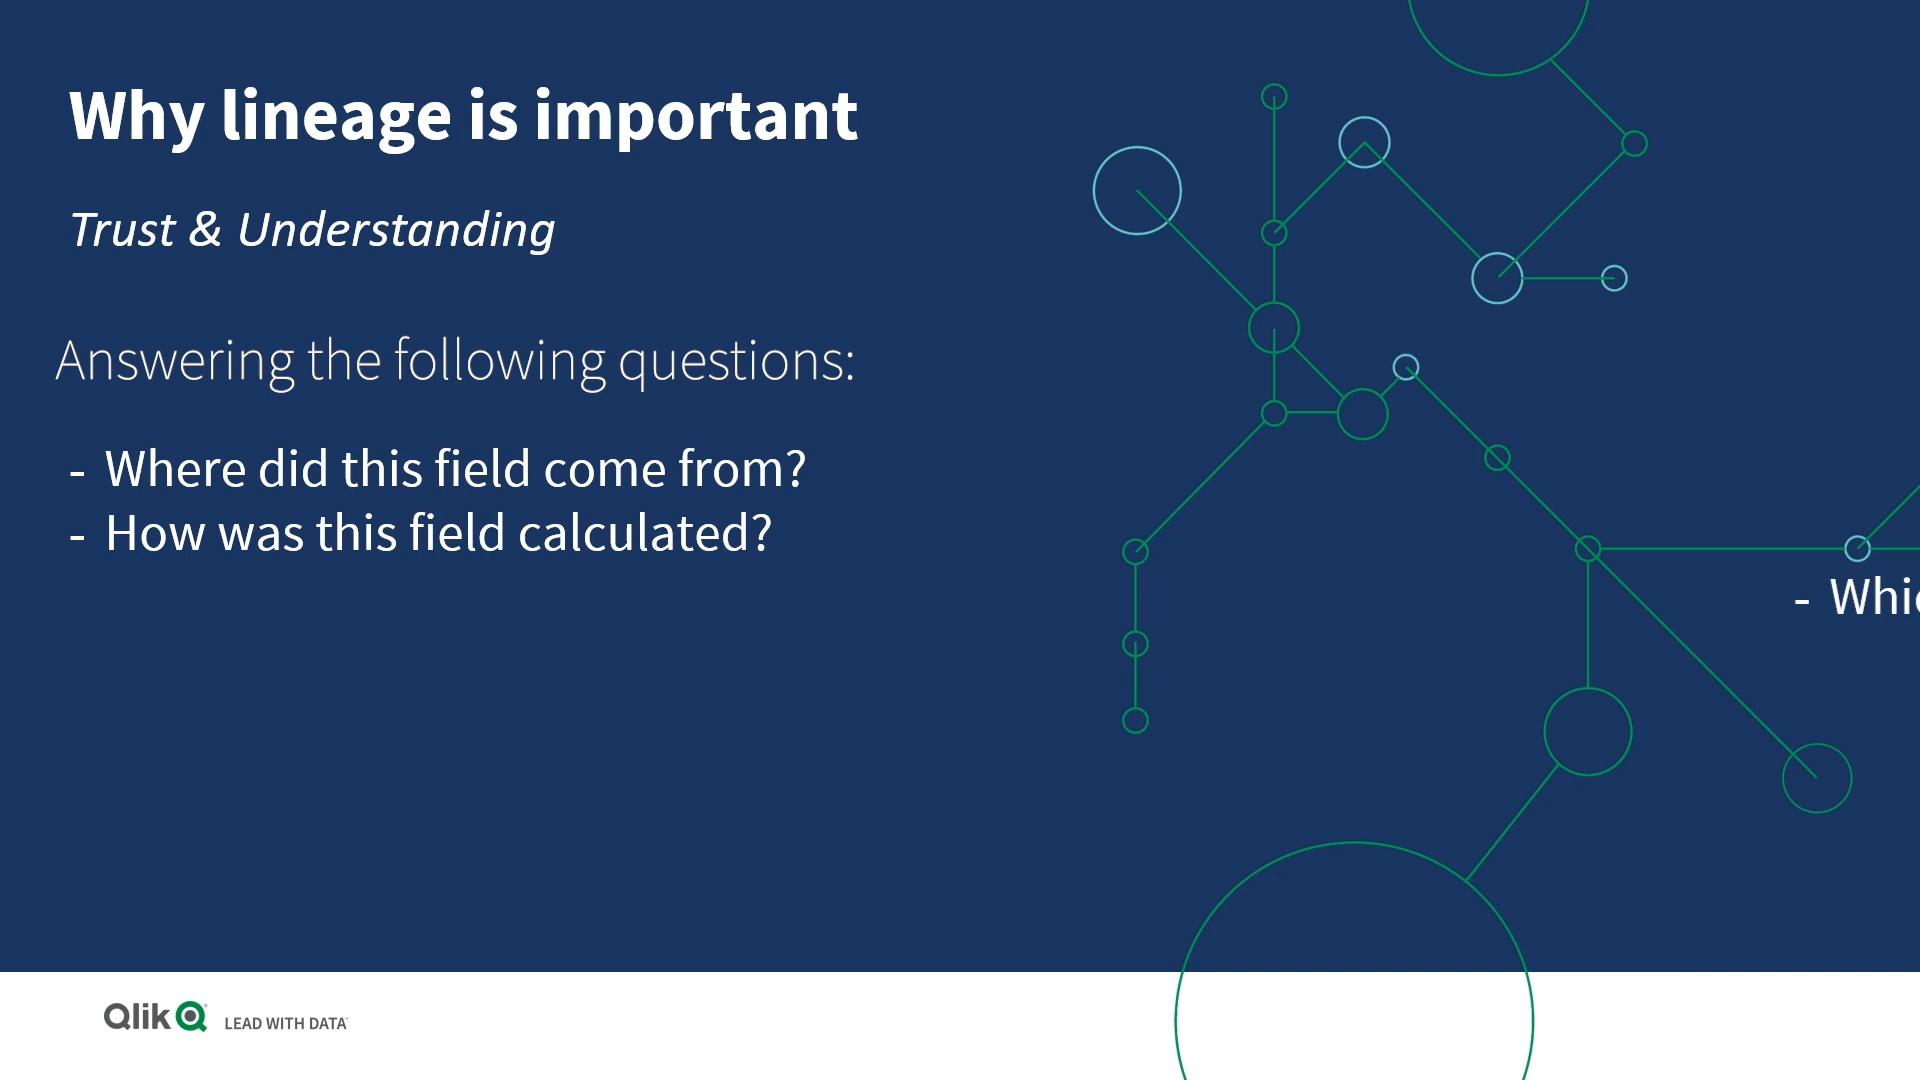 Why lineage is important
Trust & Understanding
Answering the following questions:
- Where did this field come from?
- How was this field calculated?
-
Qlik LEAD WITH DATA